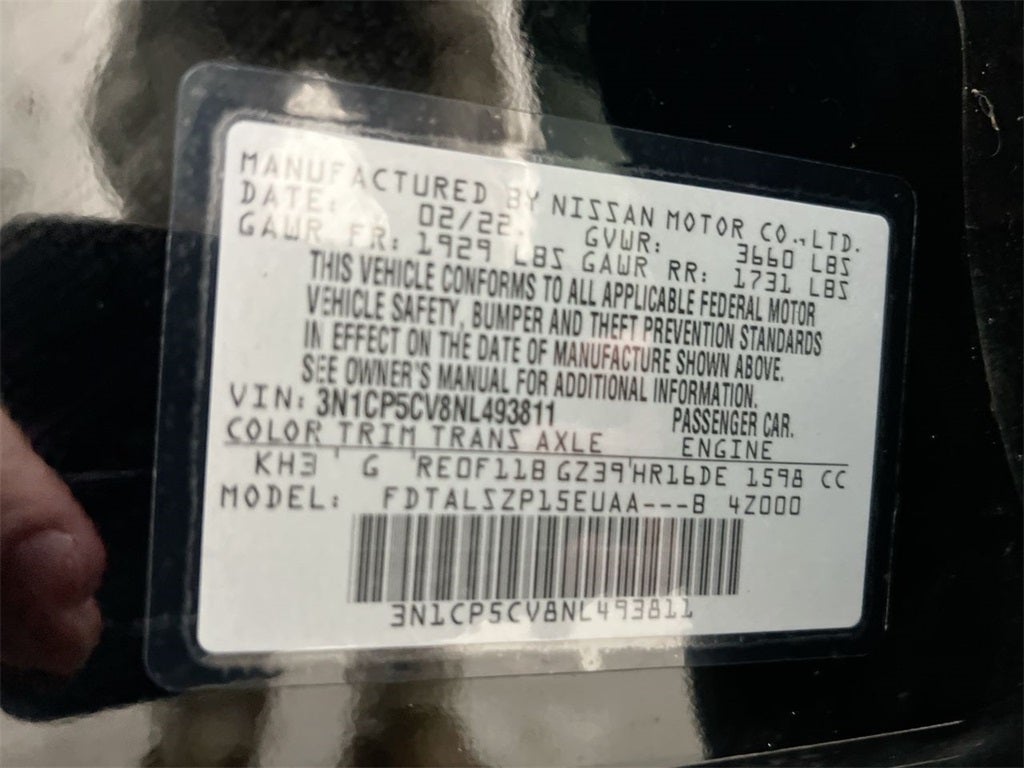 MANUFACTURED BY NISSAN MOTOR CO.,LTD.
DATE: 02/22. GVWR: 3660 LBS
GAWR FR: 1929 LBS GAWR RR: 1731 LBS
THIS VEHICLE CONFORMS TO ALL APPLICABLE FEDERAL MOTOR
VEHICLE SAFETY, BUMPER AND THEFT PREVENTION STANDARDS
IN EFFECT ON THE DATE OF MANUFACTURE SHOWN ABOVE.
SEE OWNER'S MANUAL FOR ADDITIONAL INFORMATION.
VIN: 3N1CP5CV8NL493811 PASSENGER CAR.
COLOR TRIM TRANS AXLE ENGINE
KH3 ' G 'RE0F11B GZ39'HR16DE 1598 CC
MODEL: FDTALSZP15EUAA---B 4Z000
3N1CP5CV8NL493811